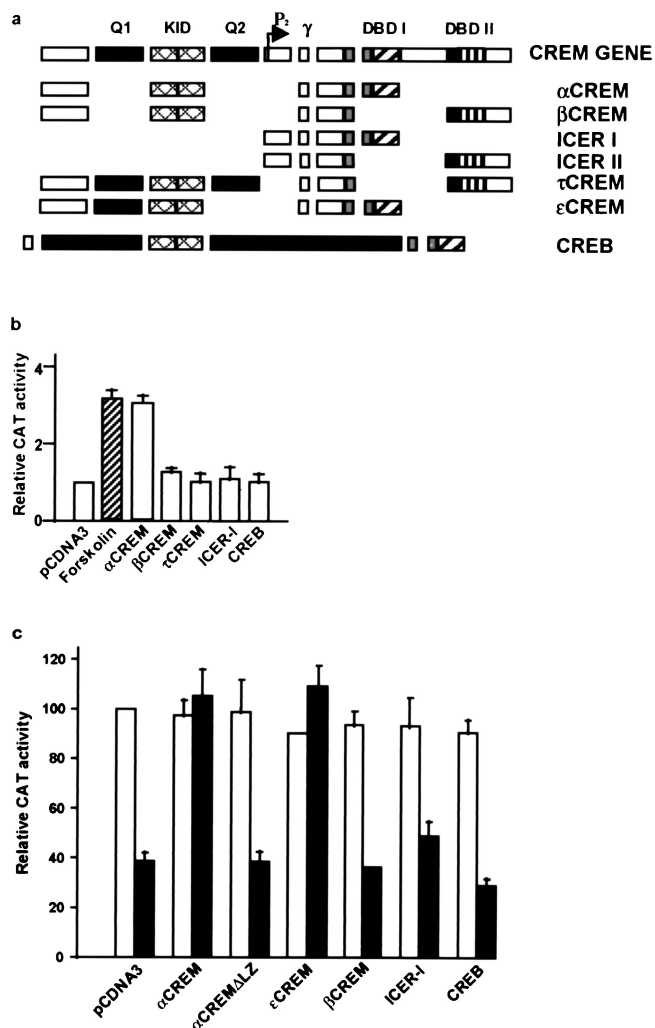 a
Q1 KID Q2 P₂ γ DBD I DBD II
CREM GENE
αCREM
βCREM
ICER I
ICER II
τCREM
εCREM
CREB
b
Relative CAT activity
4
2
0
pCDNA3 Forskolin αCREM βCREM τCREM ICER-I CREB
c
Relative CAT activity
120
100
80
60
40
20
0
pCDNA3 αCREM αCREMΔLZ εCREM βCREM ICER-I CREB